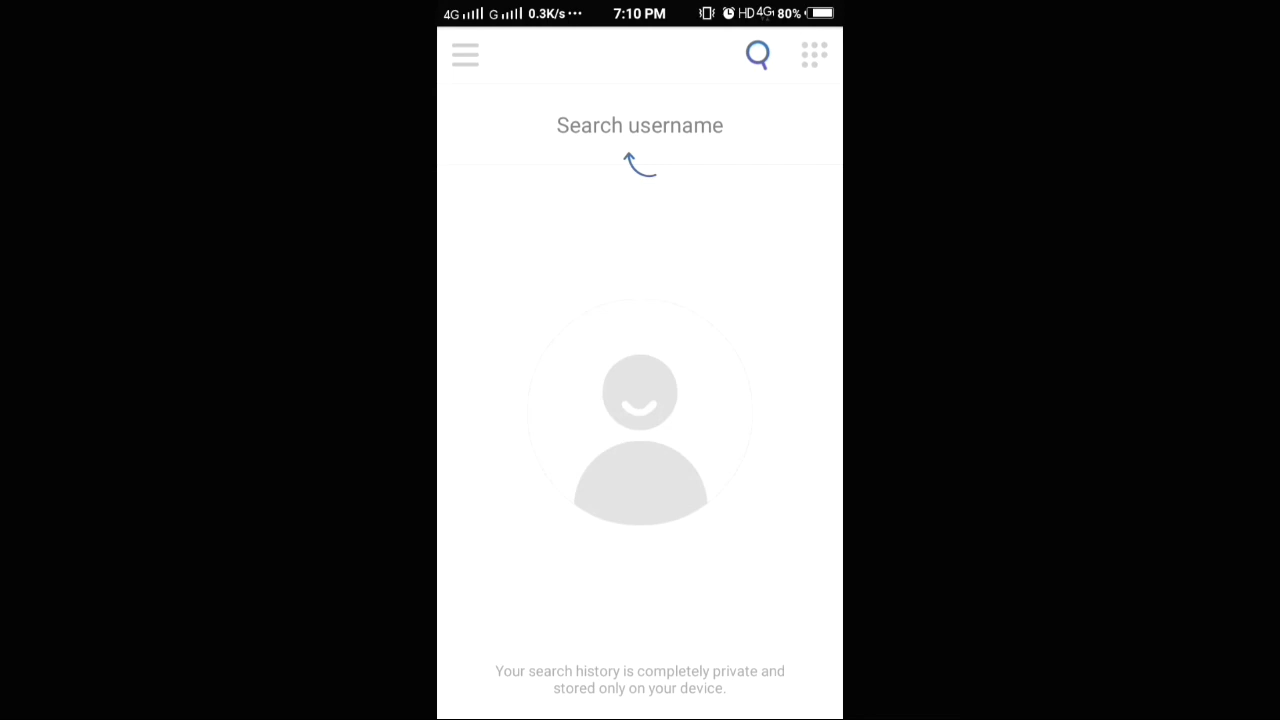 4G G 0.3K/s ··· 7:10 PM HD 4G 80%
Search username
Your search history is completely private and
stored only on your device.